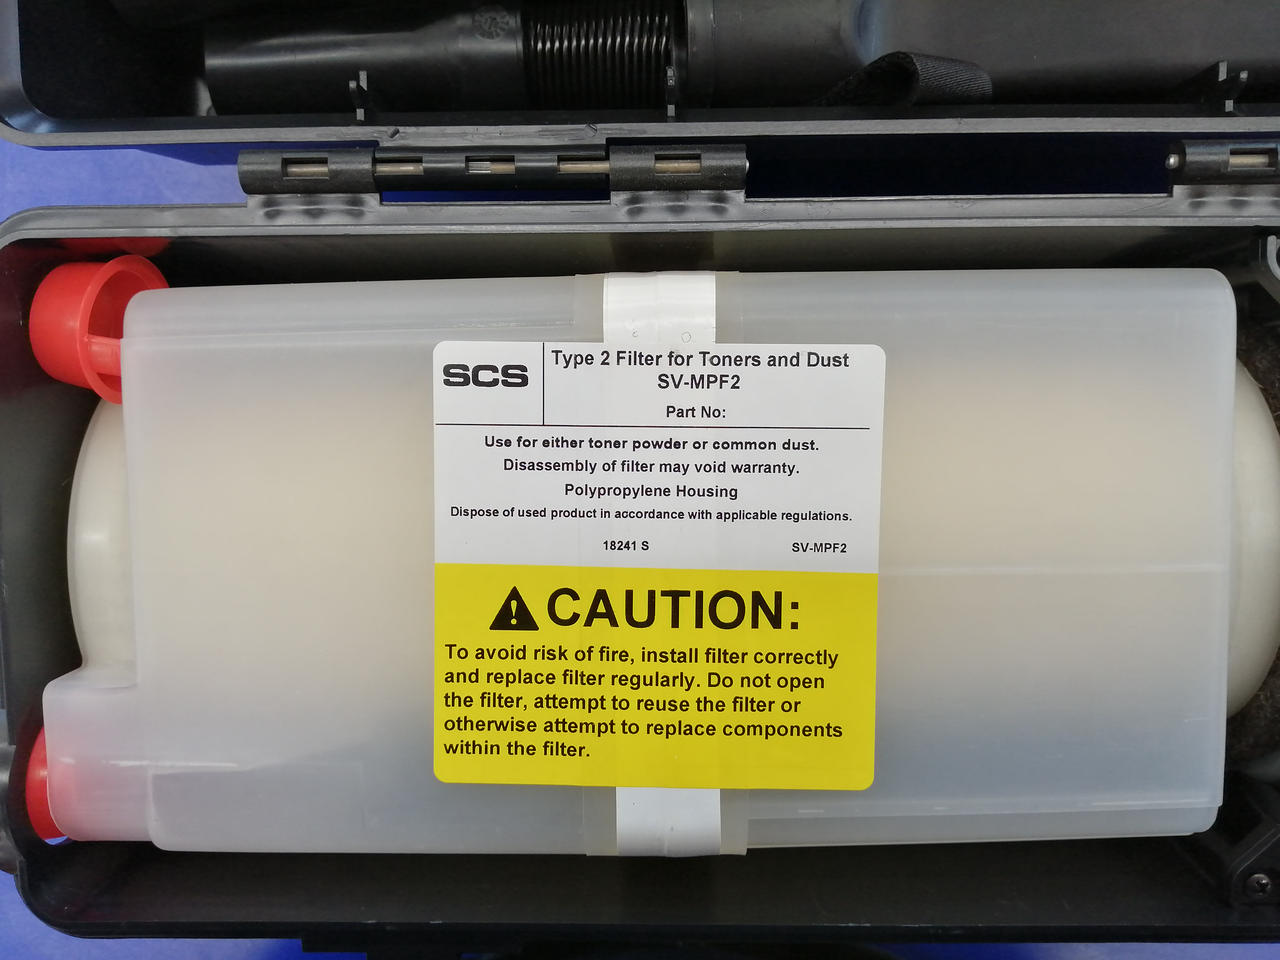 SCS
Type 2 Filter for Toners and Dust
SV-MPF2
Part No:
Use for either toner powder or common dust.
Disassembly of filter may void warranty.
Polypropylene Housing
Dispose of used product in accordance with applicable regulations.
18241 S SV-MPF2
CAUTION:
To avoid risk of fire, install filter correctly
and replace filter regularly. Do not open
the filter, attempt to reuse the filter or
otherwise attempt to replace components
within the filter.